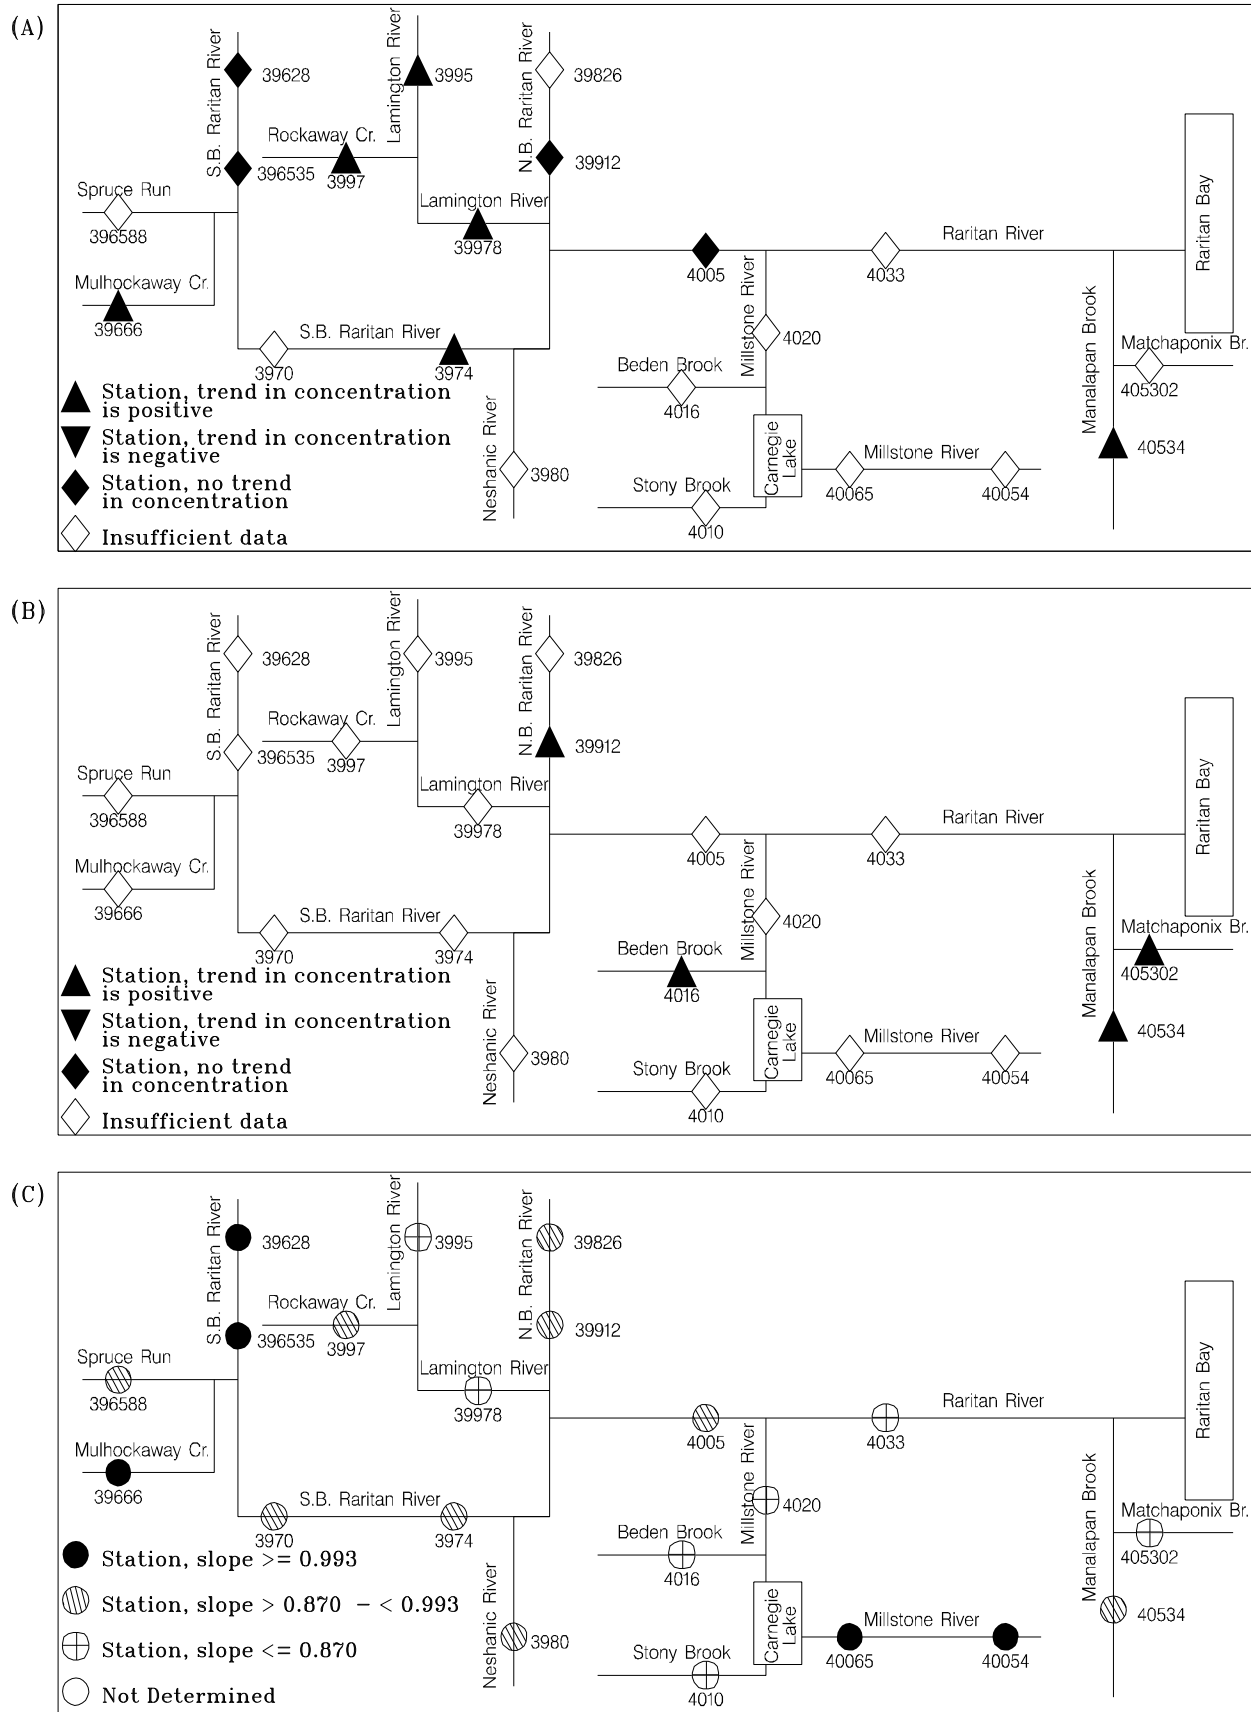 (A)
S.B. Raritan River
39628
Lamington River
3995
N.B. Raritan River
39826
Rockaway Cr.
3997
39912
396535
Spruce Run
396588
Lamington River
39978
Raritan River
4005
4033
Raritan Bay
Mulhockaway Cr.
39666
S.B. Raritan River
3970
3974
Millstone River
4020
Manalapan Brook
Matchaponix Br.
405302
Beden Brook
4016
40534
Neshanic River
3980
Carnegie
Lake
Millstone River
40065
40054
Stony Brook
4010
Station, trend in concentration
is positive
Station, trend in concentration
is negative
Station, no trend
in concentration
Insufficient data
(B)
S.B. Raritan River
39628
Lamington River
3995
N.B. Raritan River
39826
Rockaway Cr.
3997
39912
396535
Spruce Run
396588
Lamington River
39978
Raritan River
4005
4033
Raritan Bay
Mulhockaway Cr.
39666
S.B. Raritan River
3970
3974
Millstone River
4020
Manalapan Brook
Matchaponix Br.
405302
Beden Brook
4016
40534
Neshanic River
3980
Carnegie
Lake
Millstone River
40065
40054
Stony Brook
4010
Station, trend in concentration
is positive
Station, trend in concentration
is negative
Station, no trend
in concentration
Insufficient data
(C)
S.B. Raritan River
39628
Lamington River
3995
N.B. Raritan River
39826
Rockaway Cr.
3997
39912
396535
Spruce Run
396588
Lamington River
39978
Raritan River
4005
4033
Raritan Bay
Mulhockaway Cr.
39666
S.B. Raritan River
3970
3974
Millstone River
4020
Manalapan Brook
Matchaponix Br.
405302
Beden Brook
4016
40534
Neshanic River
3980
Carnegie
Lake
Millstone River
40065
40054
Stony Brook
4010
Station, slope >= 0.993
Station, slope > 0.870 - < 0.993
Station, slope <= 0.870
Not Determined